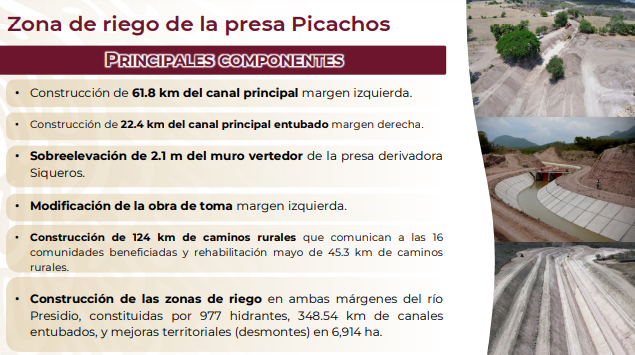 Zona de riego de la presa Picachos
PRINCIPALES COMPONENTES
• Construcción de 61.8 km del canal principal margen izquierda.
• Construcción de 22.4 km del canal principal entubado margen derecha.
• Sobreelevación de 2.1 m del muro vertedor de la presa derivadora
Siqueros.
• Modificación de la obra de toma margen izquierda.
• Construcción de 124 km de caminos rurales que comunican a las 16
comunidades beneficiadas y rehabilitación mayo de 45.3 km de caminos
rurales.
• Construcción de las zonas de riego en ambas márgenes del río
Presidio, constituidas por 977 hidrantes, 348.54 km de canales
entubados, y mejoras territoriales (desmontes) en 6,914 ha.